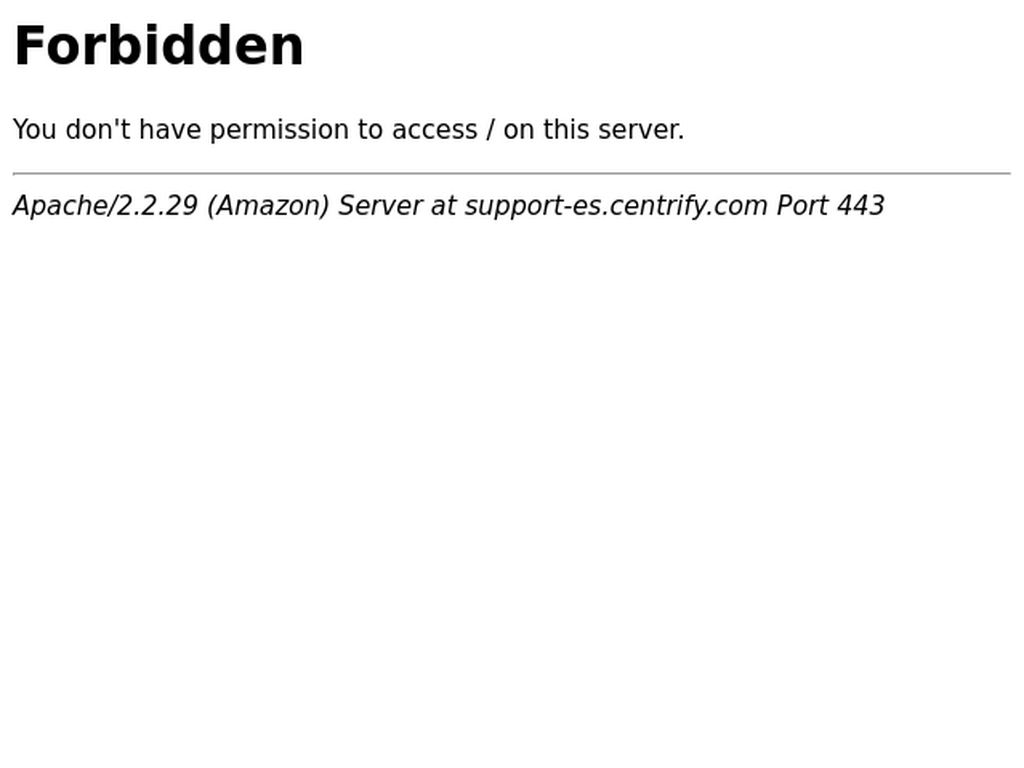 Forbidden
You don't have permission to access / on this server.
Apache/2.2.29 (Amazon) Server at support-es.centrify.com Port 443